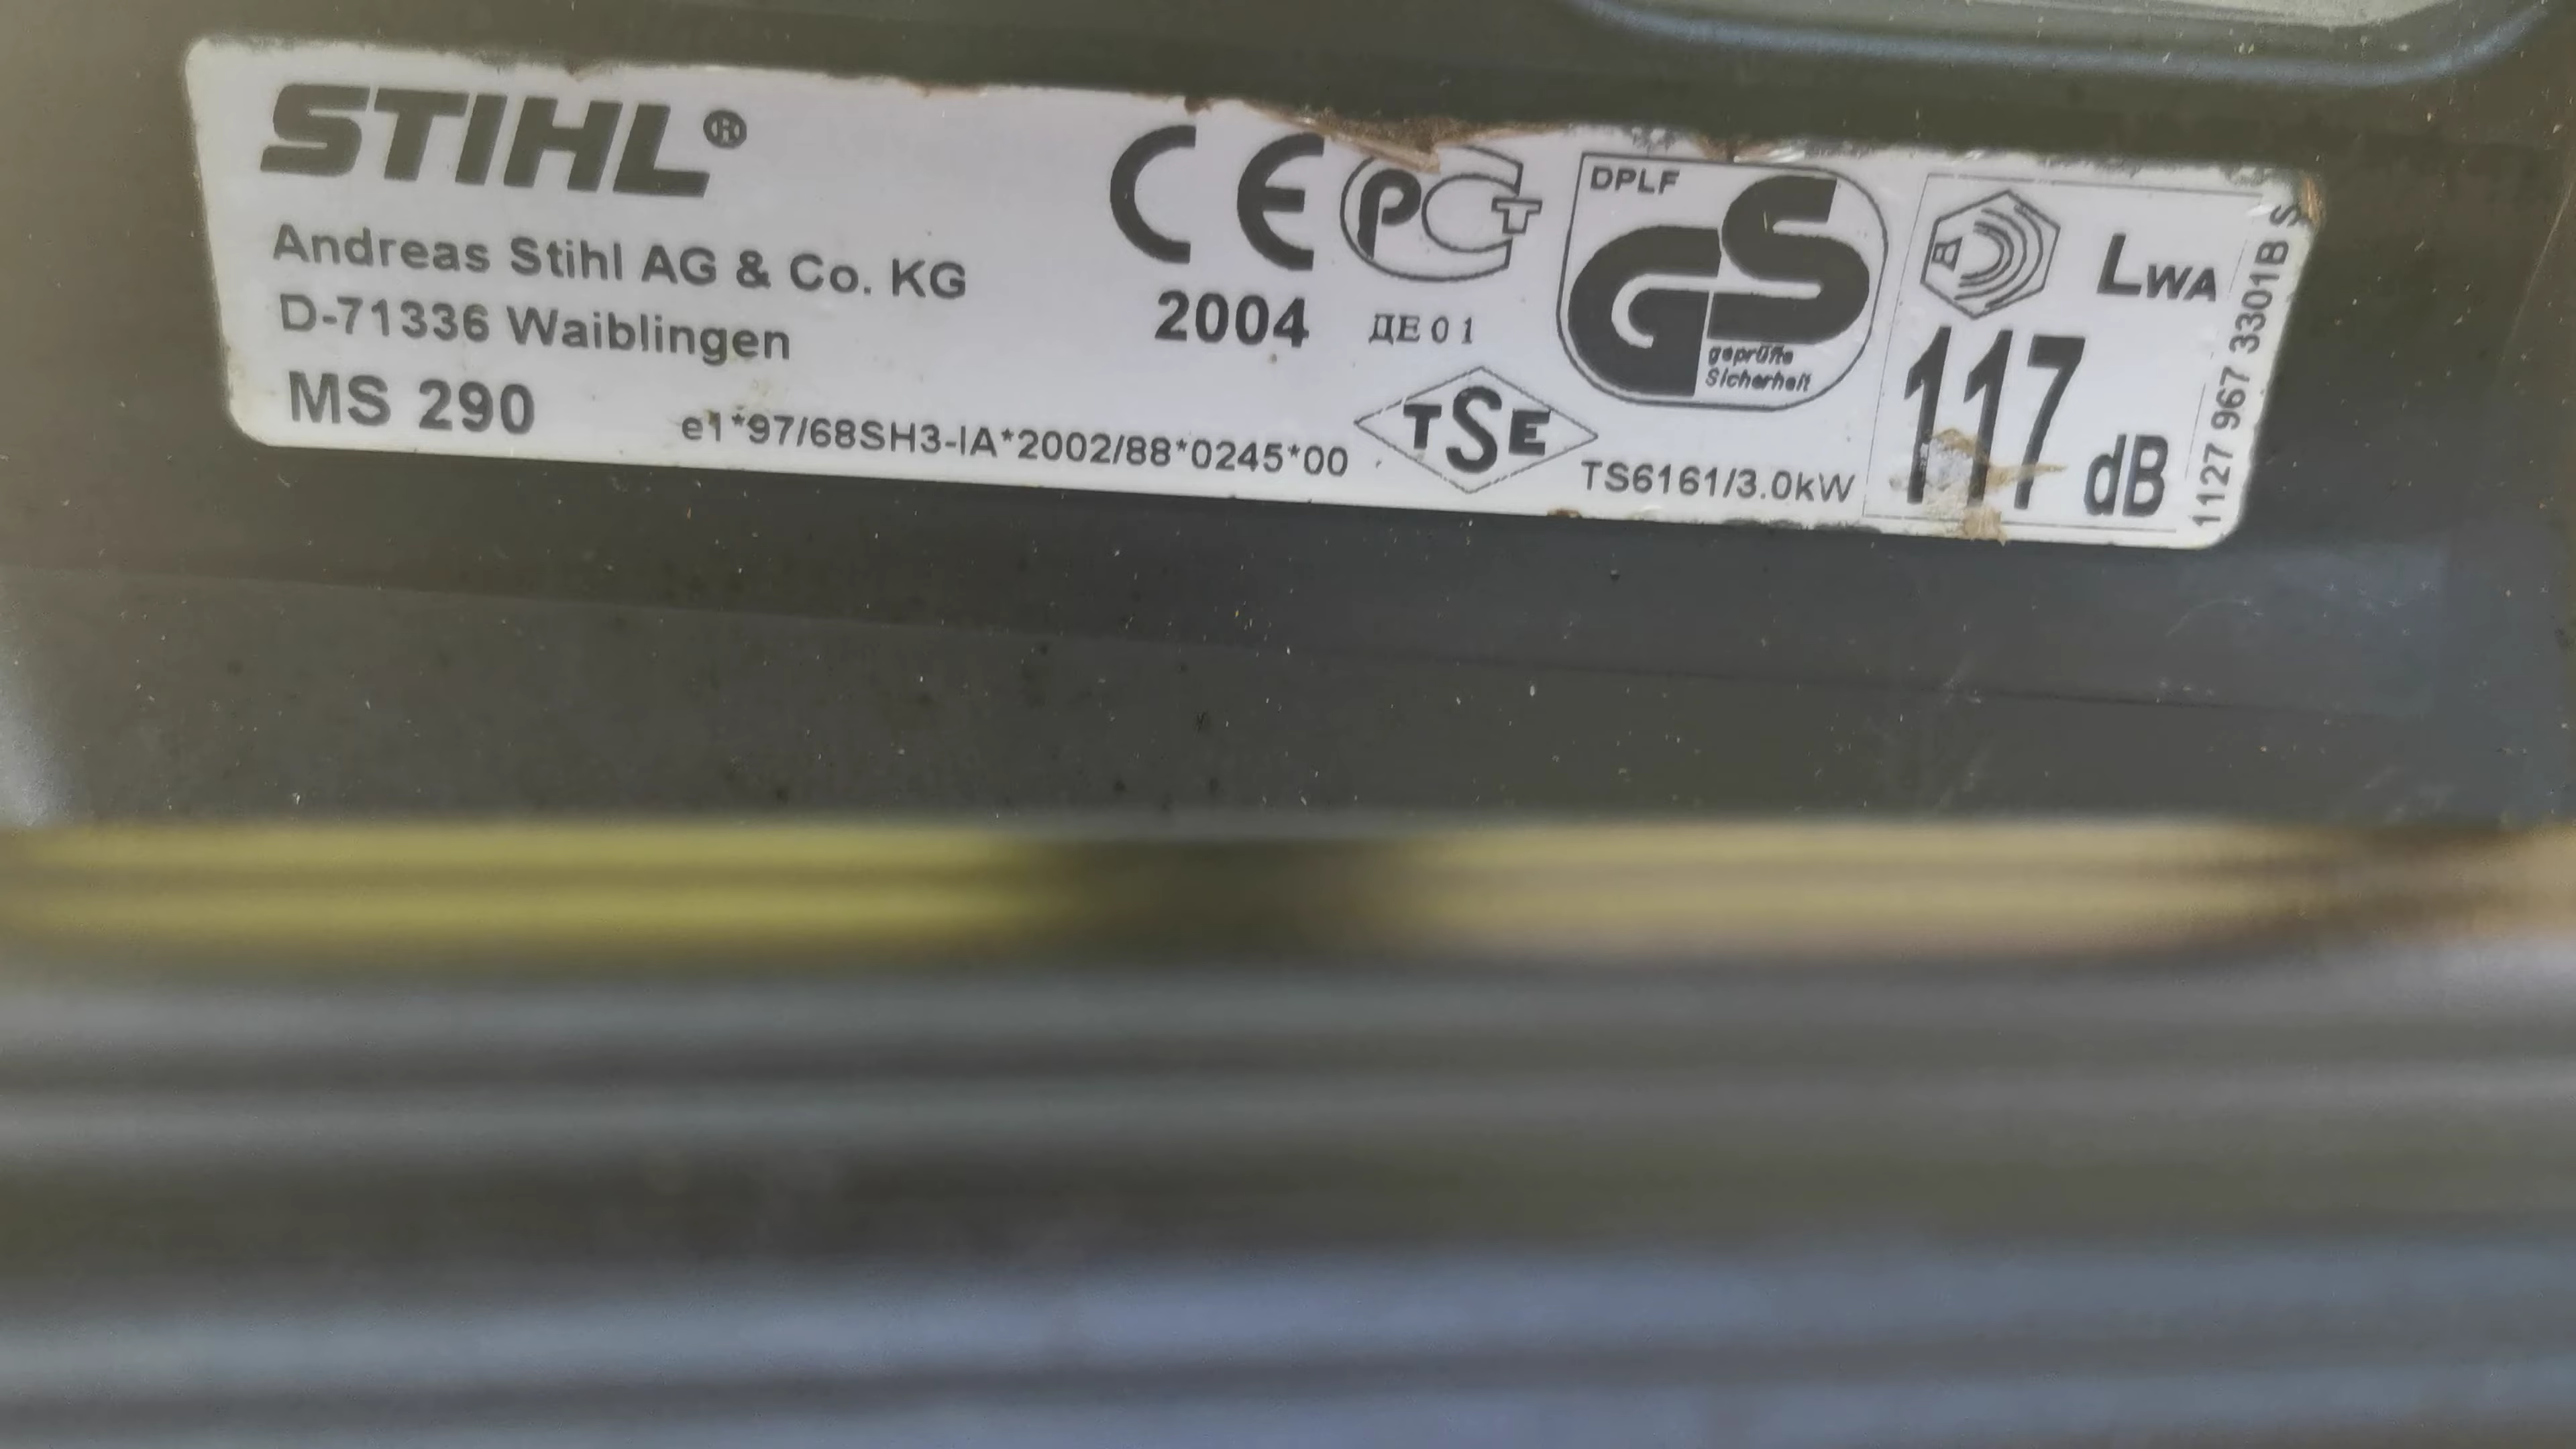 STIHL®
Andreas Stihl AG & Co. KG
D-71336 Waiblingen
MS 290
e1*97/68SH3-IA*2002/88*0245*00
CE
2004
РСТ
ДЕ 0 1
TSE
TS6161/3.0kW
DPLF
GS
geprüfte
Sicherheit
LWA
117 dB
1127 967 3301B S